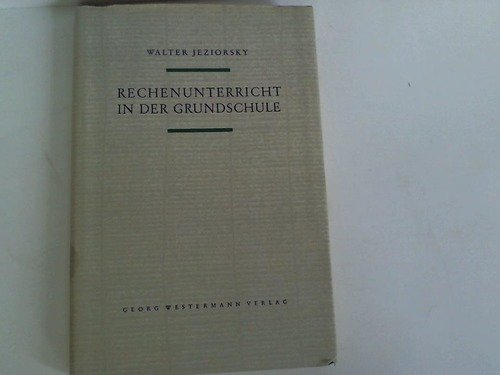 WALTER JEZIORSKY
RECHENUNTERRICHT
IN DER GRUNDSCHULE
GEORG WESTERMANN VERLAG